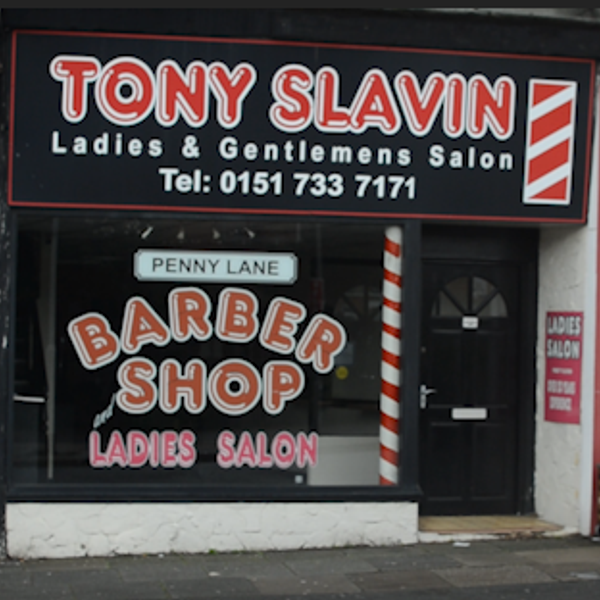 TONY SLAVIN
Ladies & Gentlemens Salon
Tel: 0151 733 7171
PENNY LANE
BARBER
SHOP
and
LADIES SALON
LADIES
SALON